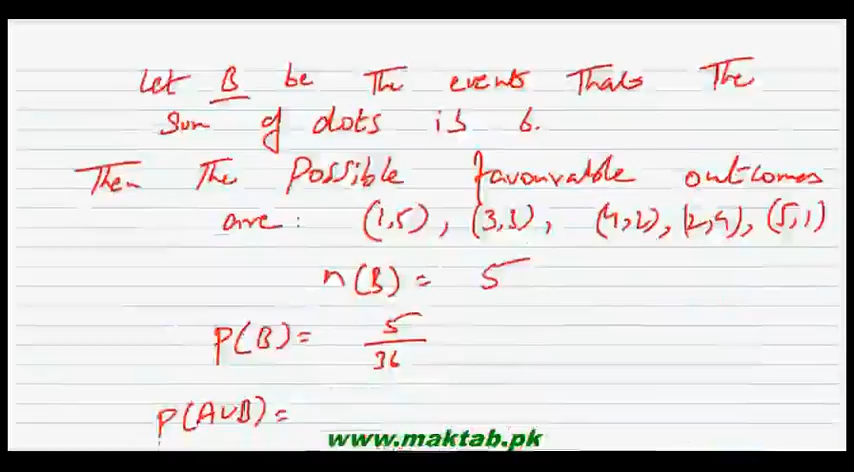 Let B be the events that the
sum of dots is 6.
Then the possible favourable outcomes
are: (1,5), (3,3), (4,2), (2,4), (5,1)
n(B) = 5
P(B) = 5/36
P(A∪B) =
www.maktab.pk